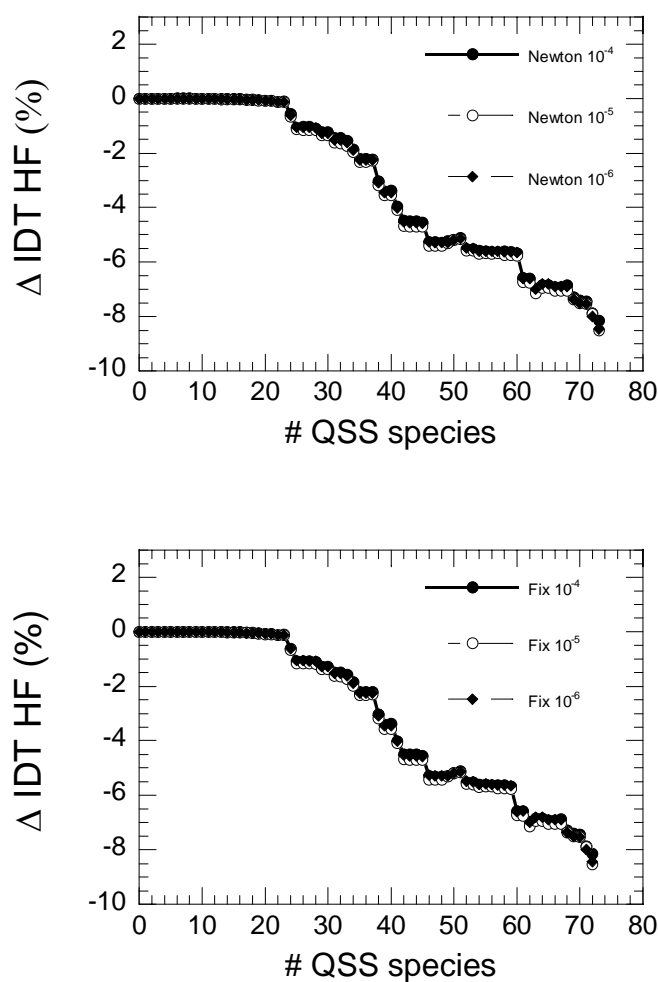 2
0
-2
-4
-6
-8
-10
Δ IDT HF (%)
Newton 10-4
Newton 10-5
Newton 10-6
0 10 20 30 40 50 60 70 80
# QSS species
2
0
-2
-4
-6
-8
-10
Δ IDT HF (%)
Fix 10-4
Fix 10-5
Fix 10-6
0 10 20 30 40 50 60 70 80
# QSS species